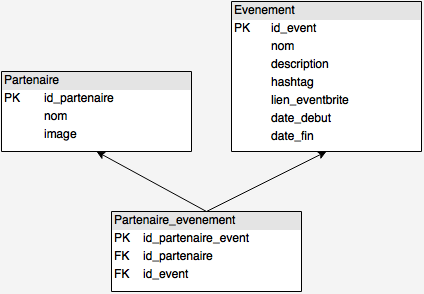 Evenement
PK id_event
nom
description
hashtag
lien_eventbrite
date_debut
date_fin
Partenaire
PK id_partenaire
nom
image
Partenaire_evenement
PK id_partenaire_event
FK id_partenaire
FK id_event